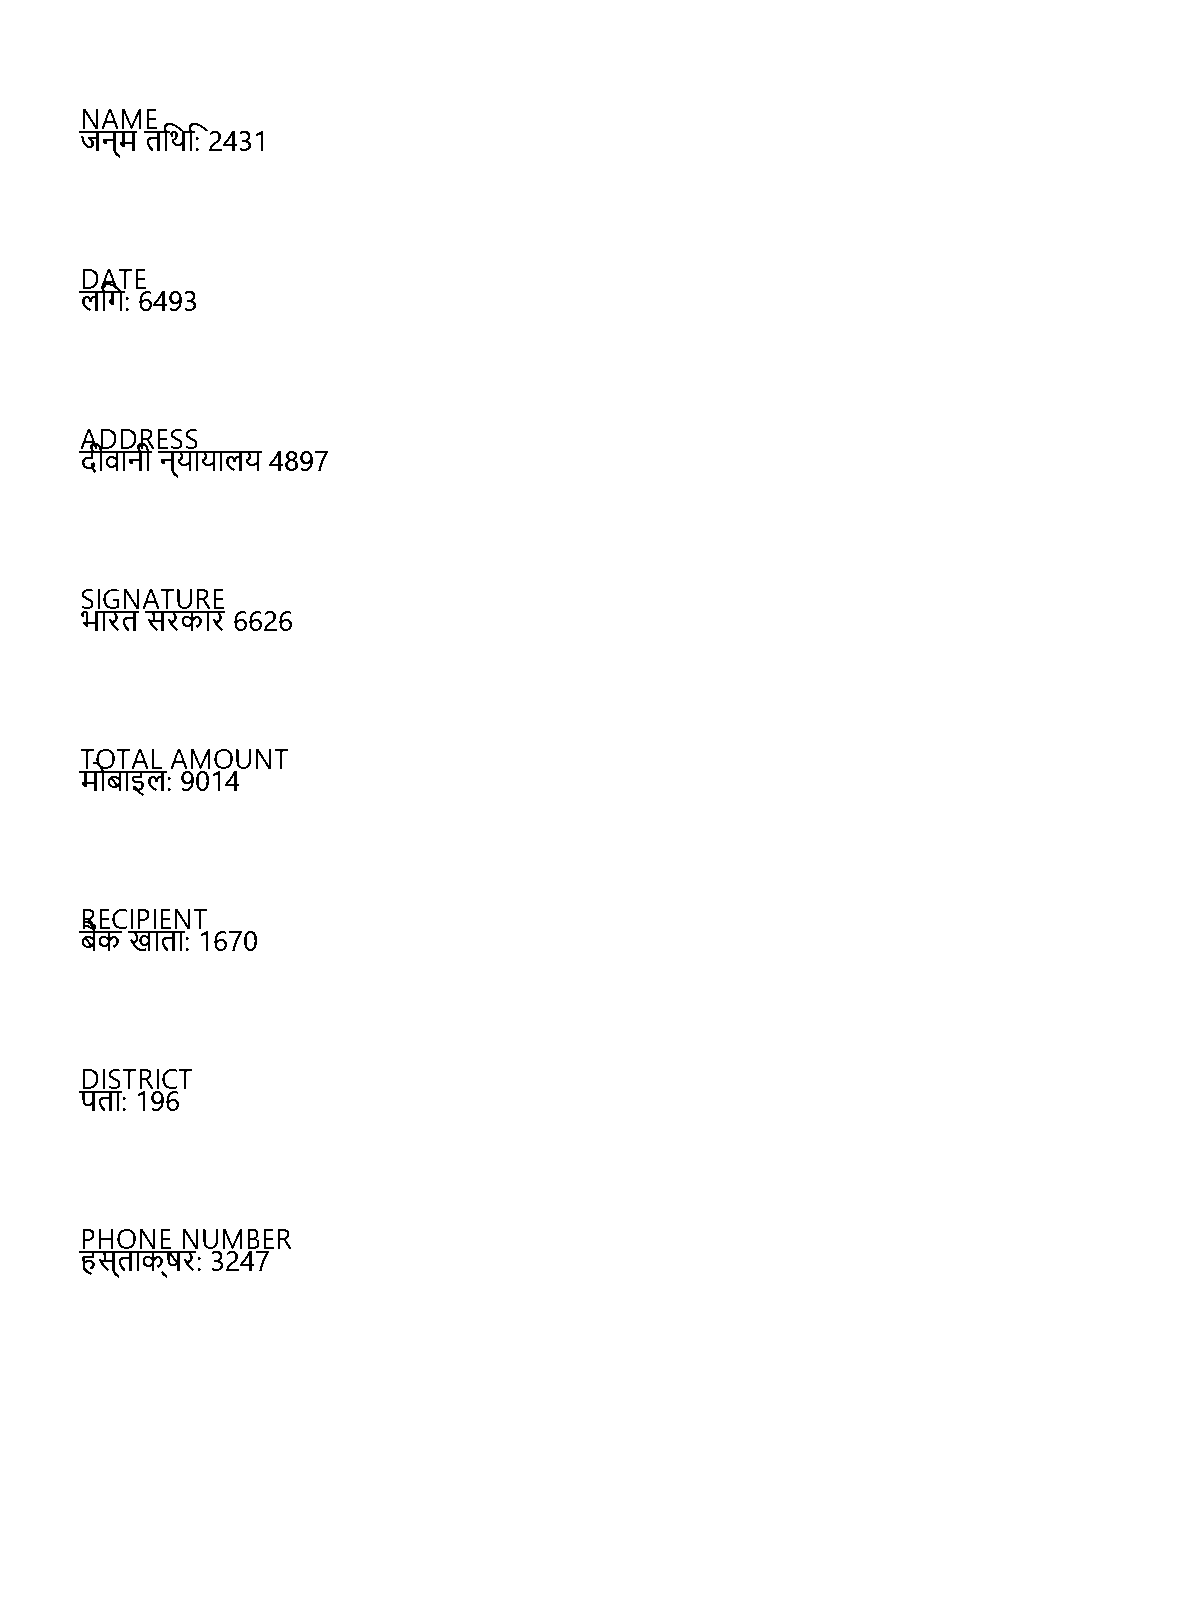 NAME
जन्म तिथि: 2431
DATE
लिंग: 6493
ADDRESS
दीवानी न्यायालय 4897
SIGNATURE
भारत सरकार 6626
TOTAL AMOUNT
मोबाइल: 9014
RECIPIENT
बैंक खाता: 1670
DISTRICT
पता: 196
PHONE NUMBER
हस्ताक्षर: 3247